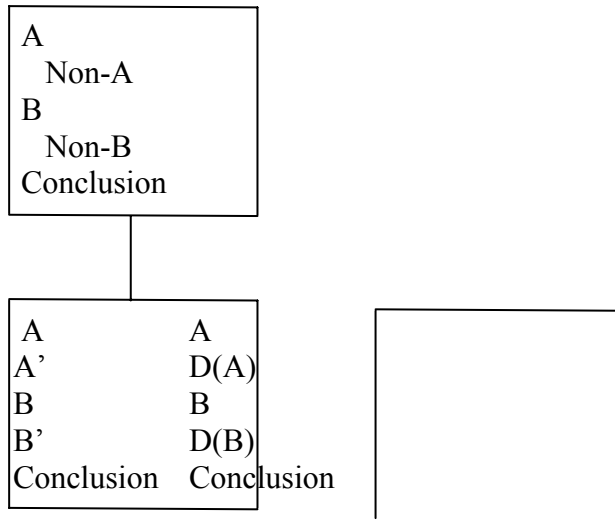 A
Non-A
B
Non-B
Conclusion
A A
A’ D(A)
B B
B’ D(B)
Conclusion Conclusion